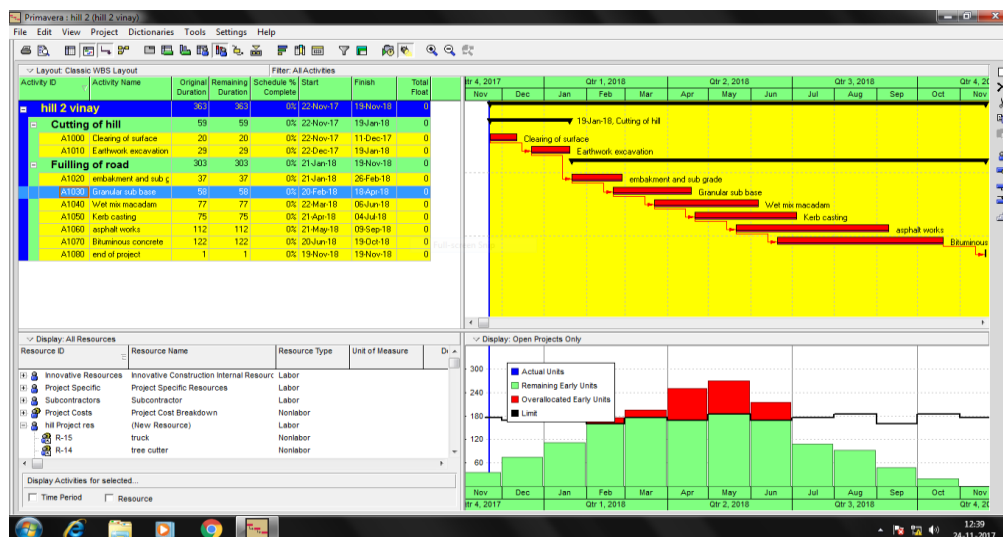 Primavera : hill 2 (hill 2 vinay)
File Edit View Project Dictionaries Tools Settings Help
Layout: Classic WBS Layout Filter: All Activities
Activity ID Activity Name Original Duration Remaining Duration Schedule % Complete Start Finish Total Float
hill 2 vinay 363 363 0% 22-Nov-17 19-Nov-18 0
Cutting of hill 59 59 0% 22-Nov-17 19-Jan-18 0
A1000 Clearing of surface 20 20 0% 22-Nov-17 11-Dec-17 0
A1010 Earthwork excavation 29 29 0% 22-Dec-17 19-Jan-18 0
Fuilling of road 303 303 0% 21-Jan-18 19-Nov-18 0
A1020 embakment and sub g 37 37 0% 21-Jan-18 26-Feb-18 0
A1030 Granular sub base 58 58 0% 20-Feb-18 18-Apr-18 0
A1040 Wet mix macadam 77 77 0% 22-Mar-18 06-Jun-18 0
A1050 Kerb casting 75 75 0% 21-Apr-18 04-Jul-18 0
A1060 asphalt works 112 112 0% 21-May-18 09-Sep-18 0
A1070 Bituminous concrete 122 122 0% 20-Jun-18 19-Oct-18 0
A1080 end of project 1 1 0% 19-Nov-18 19-Nov-18 0
Qtr 4, 2017 Qtr 1, 2018 Qtr 2, 2018 Qtr 3, 2018 Qtr 4, 20
Nov Dec Jan Feb Mar Apr May Jun Jul Aug Sep Oct Nov
19-Jan-18, Cutting of hill
Clearing of surface
Earthwork excavation
embakment and sub grade
Granular sub base
Wet mix macadam
Kerb casting
asphalt works
Bituminous
Full-screen Snip
Display: All Resources
Resource ID Resource Name Resource Type Unit of Measure
Innovative Resources Innovative Construction Internal Resourc Labor
Project Specific Project Specific Resources Labor
Subcontractors Subcontractor Labor
Project Costs Project Cost Breakdown Nonlabor
hill Project res (New Resource) Labor
R-15 truck Nonlabor
R-14 tree cutter Nonlabor
Display Activities for selected...
Time Period Resource
Display: Open Projects Only
Actual Units
Remaining Early Units
Overallocated Early Units
Limit
300
240
180
120
60
Nov Dec Jan Feb Mar Apr May Jun Jul Aug Sep Oct Nov
Qtr 4, 2017 Qtr 1, 2018 Qtr 2, 2018 Qtr 3, 2018 Qtr 4, 20
12:39
24-11-2017